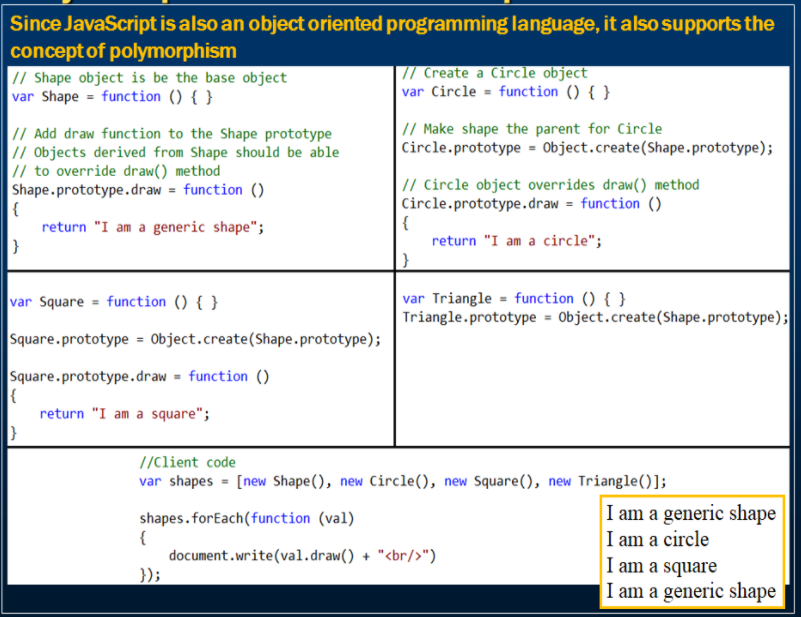 Since JavaScript is also an object oriented programming language, it also supports the
concept of polymorphism
// Shape object is be the base object
var Shape = function () { }
// Add draw function to the Shape prototype
// Objects derived from Shape should be able
// to override draw() method
Shape.prototype.draw = function ()
{
    return "I am a generic shape";
}
// Create a Circle object
var Circle = function () { }
// Make shape the parent for Circle
Circle.prototype = Object.create(Shape.prototype);
// Circle object overrides draw() method
Circle.prototype.draw = function ()
{
    return "I am a circle";
}
var Square = function () { }
Square.prototype = Object.create(Shape.prototype);
Square.prototype.draw = function ()
{
    return "I am a square";
}
var Triangle = function () { }
Triangle.prototype = Object.create(Shape.prototype);
//Client code
var shapes = [new Shape(), new Circle(), new Square(), new Triangle()];
shapes.forEach(function (val)
{
    document.write(val.draw() + "<br/>")
});
I am a generic shape
I am a circle
I am a square
I am a generic shape